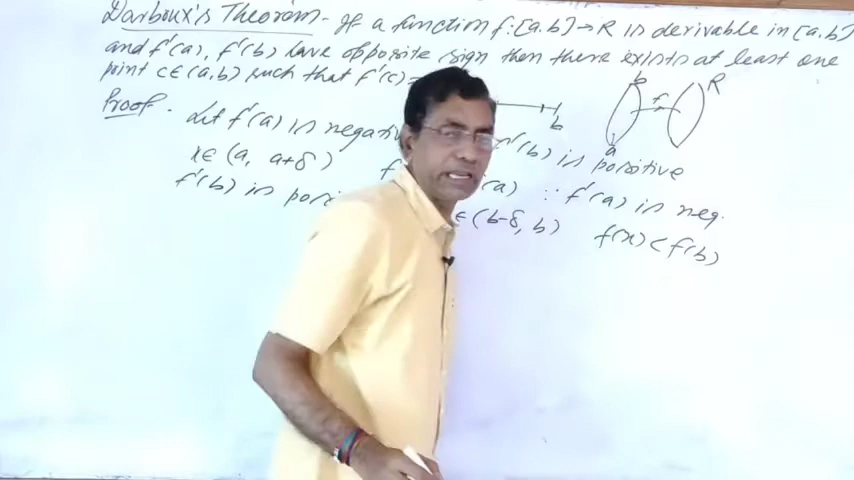 Darboux's Theorem - If a function f:[a.b]→R is derivable in [a,b]
and f'(a), f'(b) have opposite sign then there exists at least one
point c∈(a,b) such that f'(c)=
Proof. Let f'(a) is negative f'(b) is positive
x∈(a, a+δ) (a) ∵ f'(a) is neg.
f'(b) is posi ∈(b-δ, b) f(x)<f(b)
b
b
f
R
a